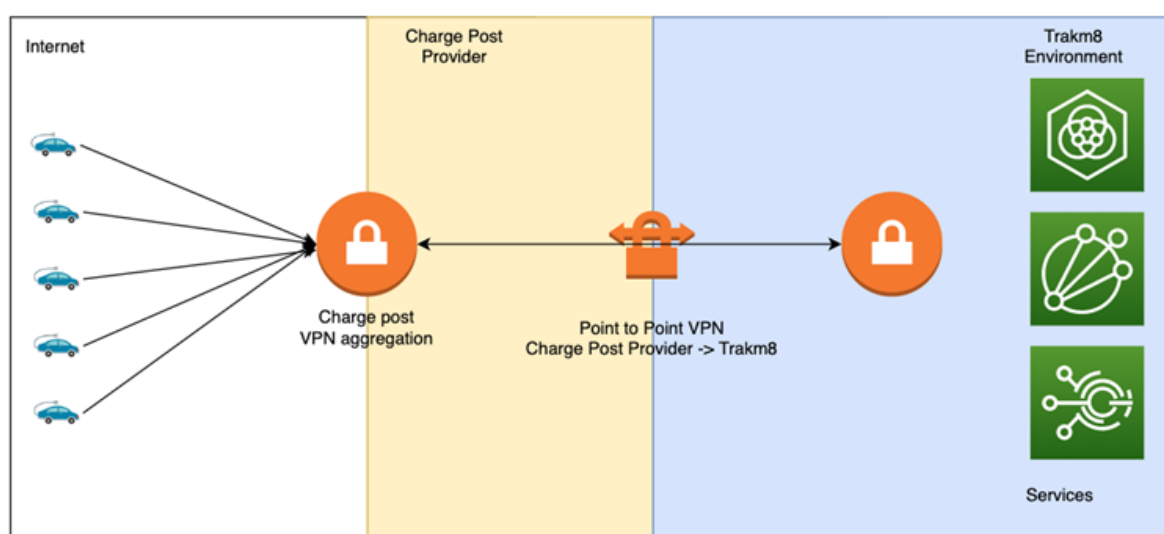 Internet
Charge Post
Provider
Trakm8
Environment
Charge post
VPN aggregation
Point to Point VPN
Charge Post Provider -> Trakm8
Services